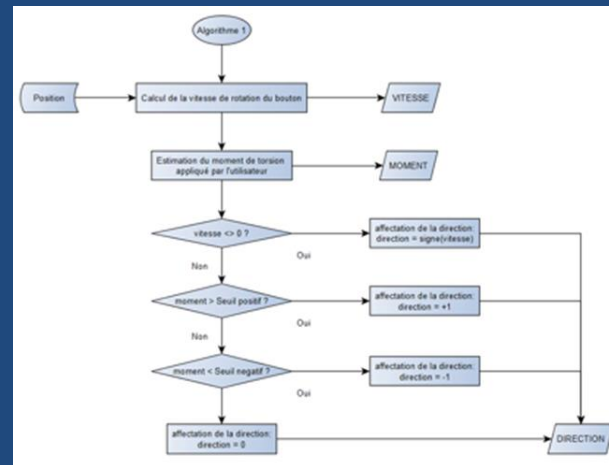 Algorithme 1
Position
Calcul de la vitesse de rotation du bouton
VITESSE
Estimation du moment de torsion
appliqué par l'utilisateur
MOMENT
vitesse <> 0 ?
affectation de la direction:
direction = signe(vitesse)
Oui
Non
moment > Seuil positif ?
affectation de la direction:
direction = +1
Oui
Non
moment < Seuil negatif ?
affectation de la direction:
direction = -1
Oui
affectation de la direction:
direction = 0
DIRECTION